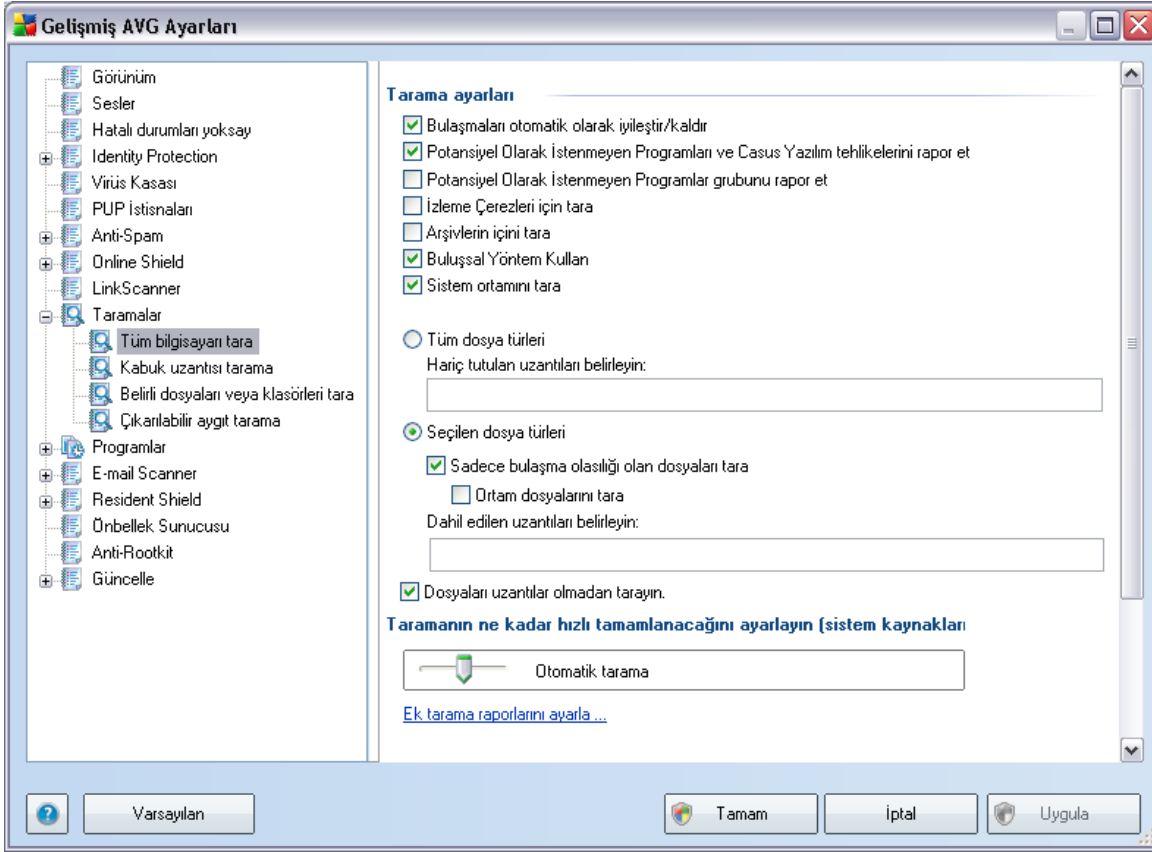 Gelişmiş AVG Ayarları
Görünüm
Sesler
Hatalı durumları yoksay
Identity Protection
Virüs Kasası
PUP İstisnaları
Anti-Spam
Online Shield
LinkScanner
Taramalar
Tüm bilgisayarı tara
Kabuk uzantısı tarama
Belirli dosyaları veya klasörleri tara
Çıkarılabilir aygıt tarama
Programlar
E-mail Scanner
Resident Shield
Önbellek Sunucusu
Anti-Rootkit
Güncelle
Tarama ayarları
Bulaşmaları otomatik olarak iyileştir/kaldır
Potansiyel Olarak İstenmeyen Programları ve Casus Yazılım tehlikelerini rapor et
Potansiyel Olarak İstenmeyen Programlar grubunu rapor et
İzleme Çerezleri için tara
Arşivlerin içini tara
Buluşsal Yöntem Kullan
Sistem ortamını tara
Tüm dosya türleri
Hariç tutulan uzantıları belirleyin:
Seçilen dosya türleri
Sadece bulaşma olasılığı olan dosyaları tara
Ortam dosyalarını tara
Dahil edilen uzantıları belirleyin:
Dosyaları uzantılar olmadan tarayın.
Taramanın ne kadar hızlı tamamlanacağını ayarlayın (sistem kaynakları
Otomatik tarama
Ek tarama raporlarını ayarla ...
Varsayılan
Tamam
İptal
Uygula